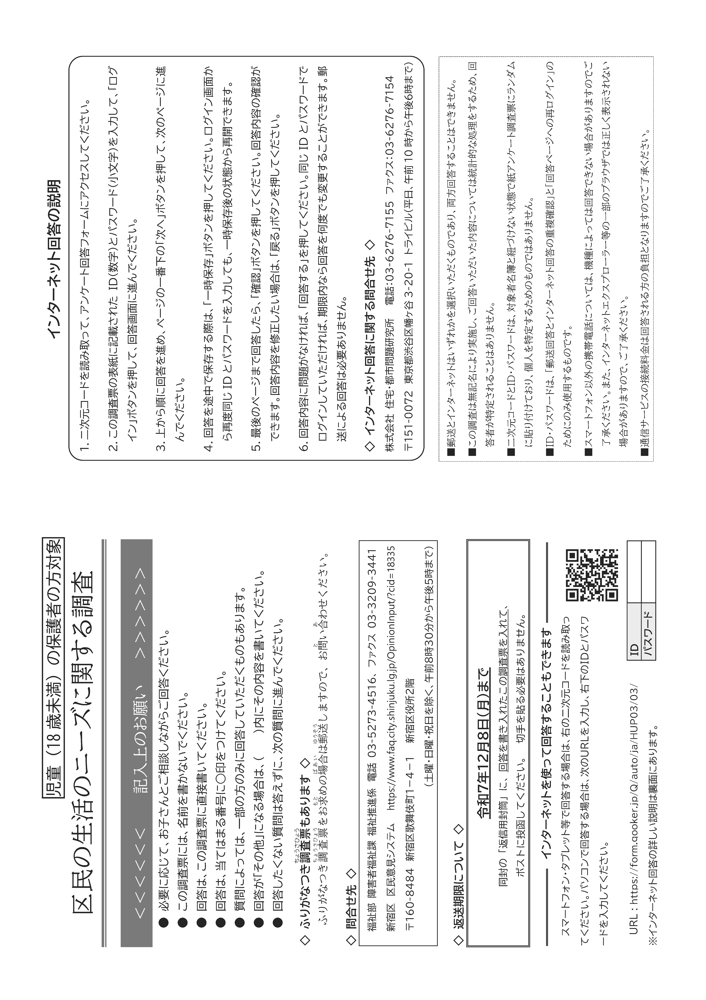 児童（18 歳未満）の保護者の方対象
区民の生活のニーズに関する調査
＜＜＜＜＜＜　記入上のお願い　＞＞＞＞＞＞
● 必要に応じて、お子さんとご相談しながらご回答ください。
● この調査票には、名前を書かないでください。
● 回答は、この調査票に直接書いてください。
● 回答は、当てはまる番号に〇印をつけてください。
● 質問によっては、一部の方のみに回答していただくものもあります。
● 回答が「その他」になる場合は、（　　）内にその内容を書いてください。
● 回答したくない質問は答えずに、次の質問に進んでください。
ちょうさひょう
◇ ふりがなつき調査票もあります ◇
ちょうさひょう　もと　ばあい　ゆうそう　と　あ
ふりがなつき調査票をお求めの場合は郵送しますので、お問い合わせください。
◇ 問合せ先 ◇
福祉部 障害者福祉課 福祉推進係 電話 03-5273-4516、ファクス 03-3209-3441
新宿区 区民意見システム　https://www.faq.city.shinjuku.lg.jp/OpinionInput/?cid=18335
〒160-8484 新宿区歌舞伎町1－4－1　新宿区役所2階
（土曜・日曜・祝日を除く、午前8時30分から午後5時まで）
◇ 返送期限について ◇
令和7年12月8日（月）まで
同封の「返信用封筒」に、回答を書き入れたこの調査票を入れて、
ポストに投函してください。　切手を貼る必要はありません。
インターネットを使って回答することもできます
スマートフォン・タブレット等で回答する場合は、右の二次元コードを読み取っ
てください。パソコンで回答する場合は、次のURLを入力し、右下のIDとパスワ
ードを入力してください。
URL：https://form.qooker.jp/Q/auto/ja/HUP03/03/
※インターネット回答の詳しい説明は裏面にあります。
ID
パスワード
インターネット回答の説明
1. 二次元コードを読み取って、アンケート回答フォームにアクセスしてください。
2. この調査票の表紙に記載された ID（数字）とパスワード（小文字）を入力して、「ログ
イン」ボタンを押して、回答画面に進んでください。
3. 上から順に回答を進め、ページの一番下の「次へ」ボタンを押して、次のページに進
んでください。
4. 回答を途中で保存する際は、「一時保存」ボタンを押してください。ログイン画面か
ら再度同じ ID とパスワードを入力しても、一時保存後の状態から再開できます。
5. 最後のページまで回答したら、「確認」ボタンを押してください。回答内容の確認が
できます。回答内容を修正したい場合は、「戻る」ボタンを押してください。
6. 回答内容に問題がなければ、「回答する」を押してください。同じ ID とパスワードで
ログインしていただければ、期限内なら回答を何度でも変更することができます。郵
送による回答は必要ありません。
◇ インターネット回答に関する問合せ先 ◇
株式会社 住宅・都市問題研究所　電話：03-6276-7155 ファクス：03-6276-7154
〒151-0072 東京都渋谷区幡ヶ谷 3-20-1 トライビル（平日、午前 10 時から午後6時まで）
■郵送とインターネットはいずれかを選択いただくものであり、両方回答することはできません。
■この調査は無記名により実施し、ご回答いただいた内容については統計的な処理をするため、回
答者が特定されることはありません。
■二次元コードとID・パスワードは、対象者名簿と紐づけない状態で紙アンケート調査票にランダム
に貼り付けており、個人を特定するためのものではありません。
■ID・パスワードは、「郵送回答とインターネット回答の重複確認」と「回答ページへの再ログイン」の
ためにのみ使用するものです。
■スマートフォン以外の携帯電話については、機種によっては回答できない場合がありますのでご
了承ください。また、インターネットエクスプローラー等の一部のブラウザでは正しく表示されない
場合がありますので、ご了承ください。
■通信サービスの接続料金は回答される方の負担となりますのでご了承ください。